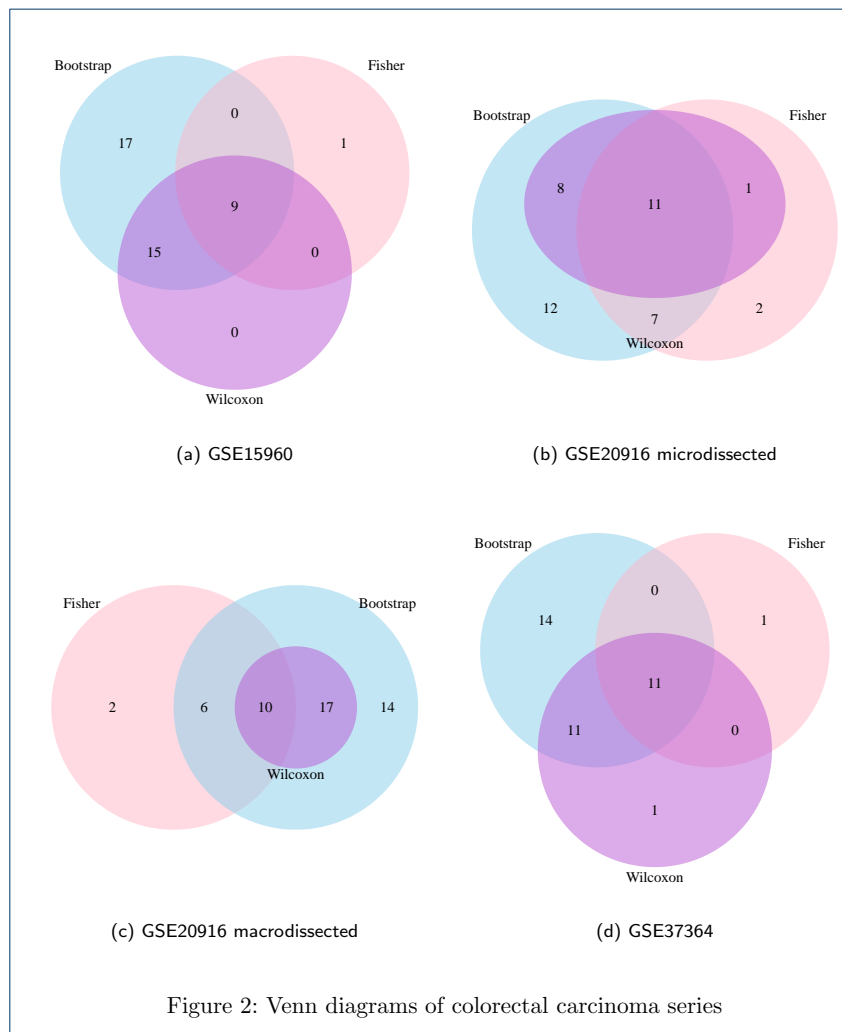 Bootstrap
Fisher
0
17
1
9
15
0
0
Wilcoxon
(a) GSE15960
Bootstrap
Fisher
8
11
1
12
7
2
Wilcoxon
(b) GSE20916 microdissected
Fisher
Bootstrap
2
6
10
17
14
Wilcoxon
(c) GSE20916 macrodissected
Bootstrap
Fisher
0
14
1
11
11
0
1
Wilcoxon
(d) GSE37364
Figure 2: Venn diagrams of colorectal carcinoma series